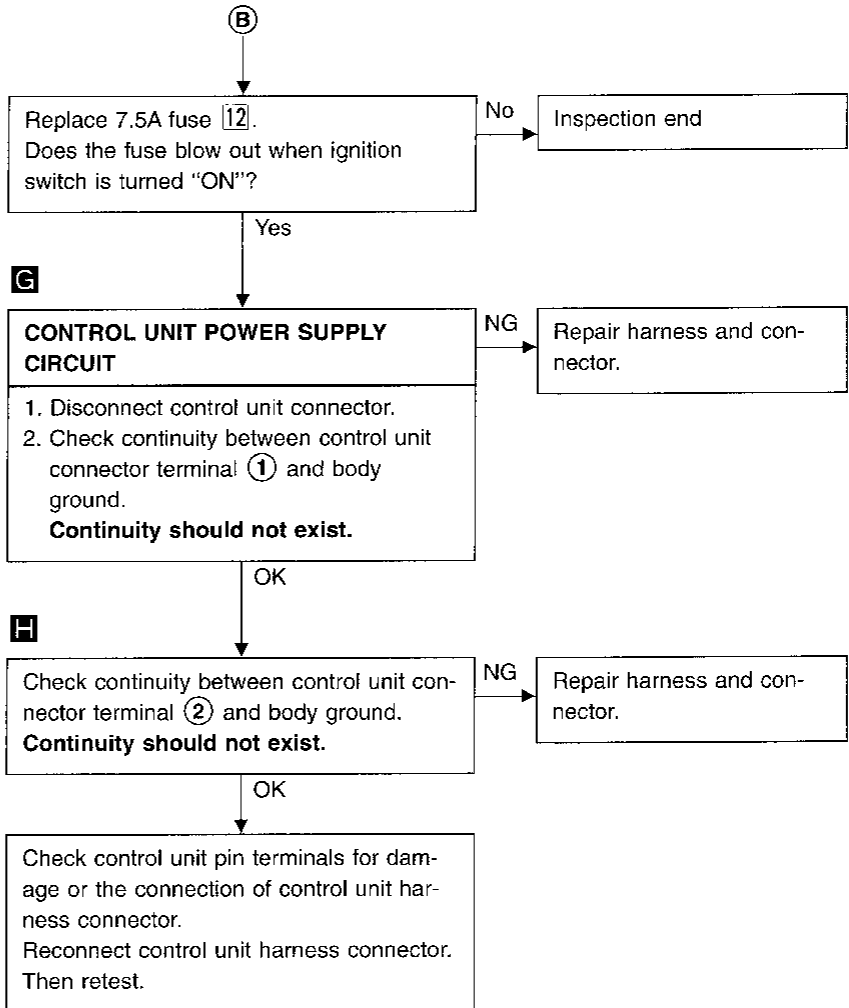 B
Replace 7.5A fuse 12.
Does the fuse blow out when ignition
switch is turned "ON"?
No
Inspection end
Yes
G
CONTROL UNIT POWER SUPPLY
CIRCUIT
NG
Repair harness and con-
nector.
1. Disconnect control unit connector.
2. Check continuity between control unit
connector terminal 1 and body
ground.
Continuity should not exist.
OK
H
Check continuity between control unit con-
nector terminal 2 and body ground.
Continuity should not exist.
NG
Repair harness and con-
nector.
OK
Check control unit pin terminals for dam-
age or the connection of control unit har-
ness connector.
Reconnect control unit harness connector.
Then retest.